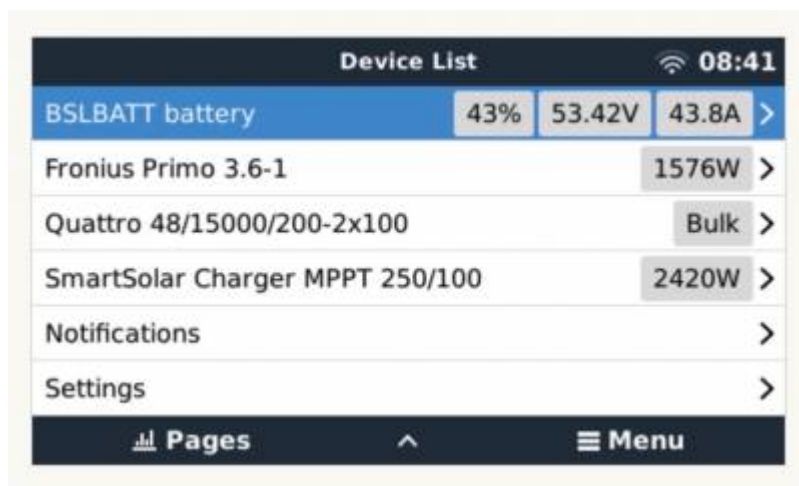 Device List 08:41
BSLBATT battery 43% 53.42V 43.8A
Fronius Primo 3.6-1 1576W
Quattro 48/15000/200-2x100 Bulk
SmartSolar Charger MPPT 250/100 2420W
Notifications
Settings
Pages Menu